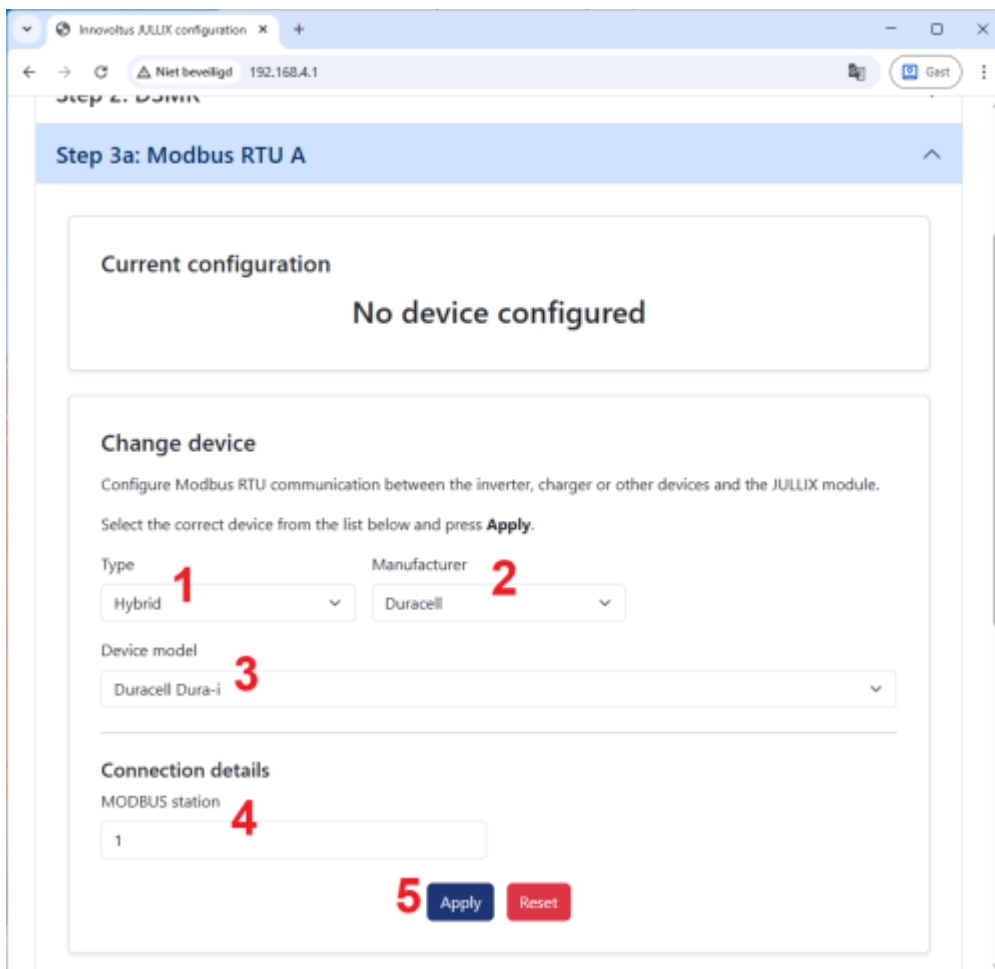 Innovoltus JULLIX configuration
Niet beveiligd 192.168.4.1
Gast
Step 2: DSMR
Step 3a: Modbus RTU A
Current configuration
No device configured
Change device
Configure Modbus RTU communication between the inverter, charger or other devices and the JULLIX module.
Select the correct device from the list below and press Apply.
Type 1 Manufacturer 2
Hybrid Duracell
Device model
3
Duracell Dura-i
Connection details
MODBUS station
4
1
5 Apply Reset